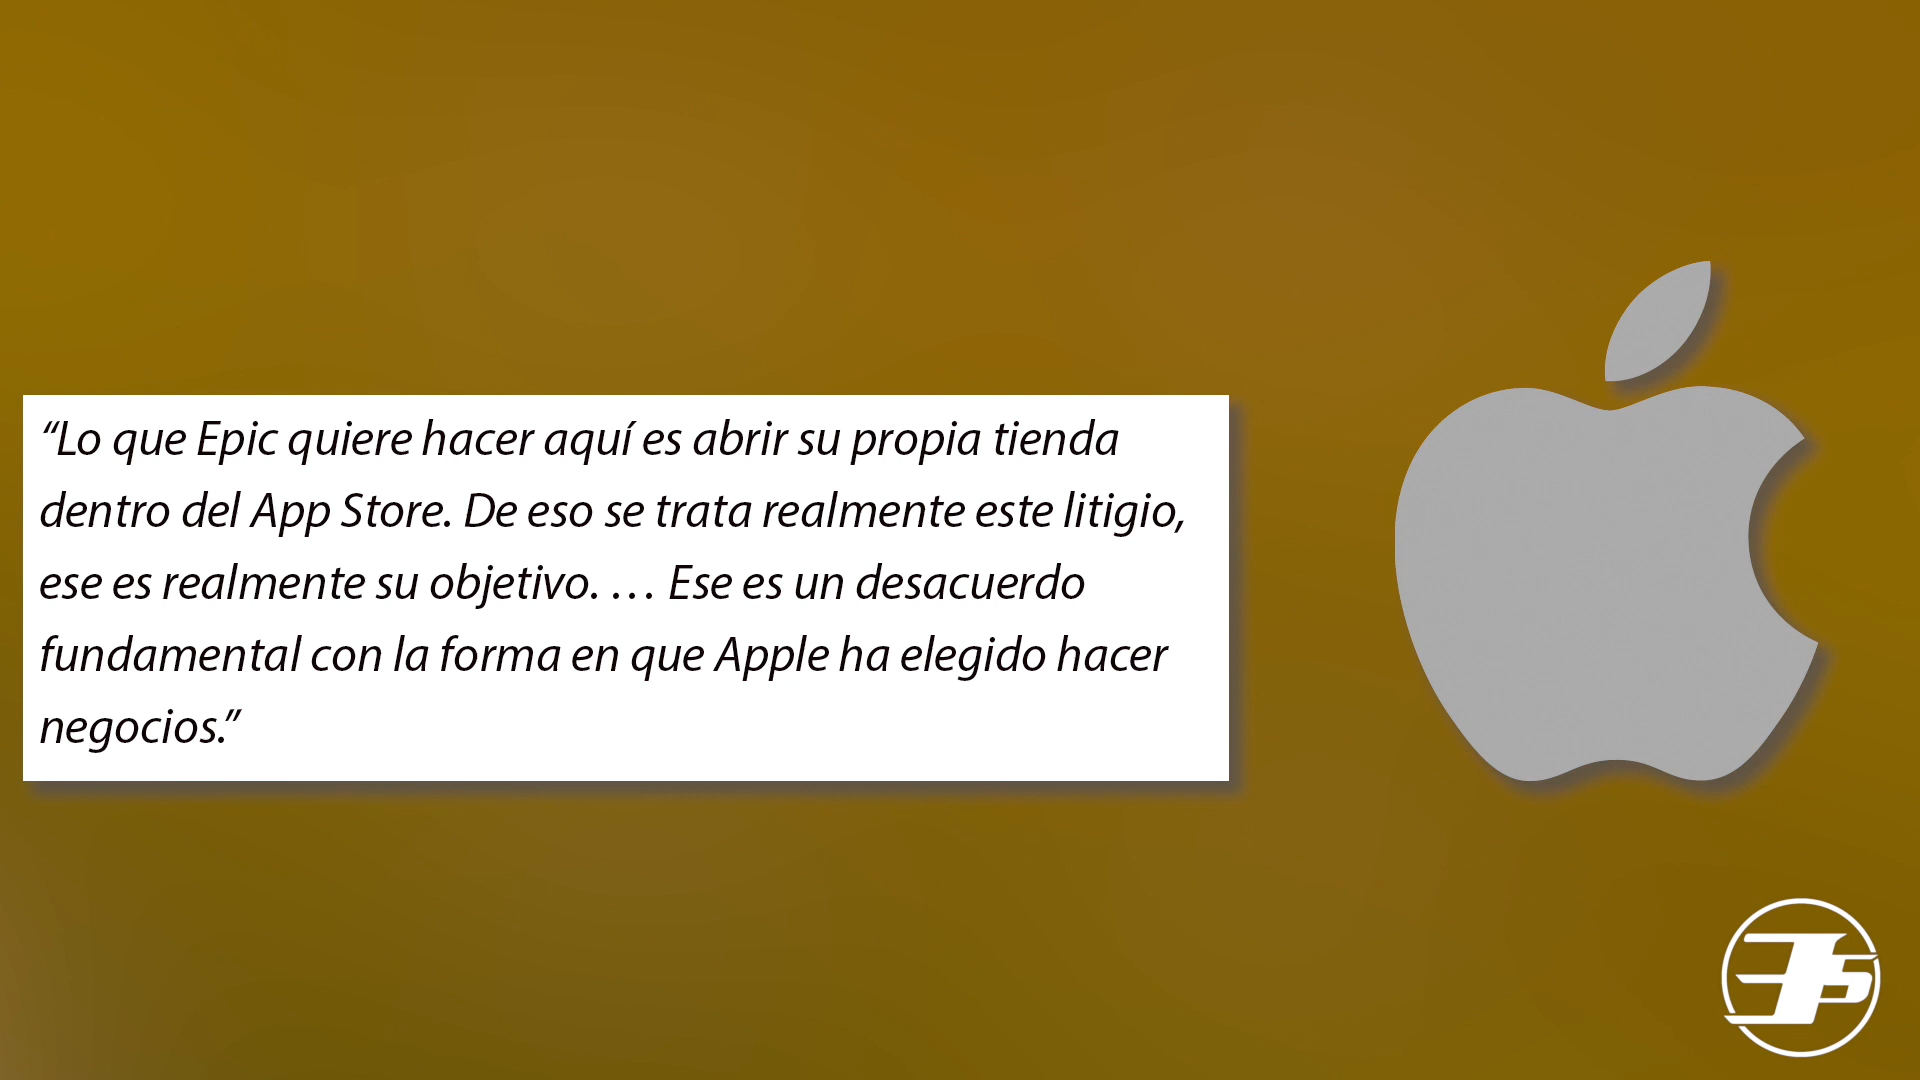 “Lo que Epic quiere hacer aquí es abrir su propia tienda
dentro del App Store. De eso se trata realmente este litigio,
ese es realmente su objetivo. … Ese es un desacuerdo
fundamental con la forma en que Apple ha elegido hacer
negocios.”